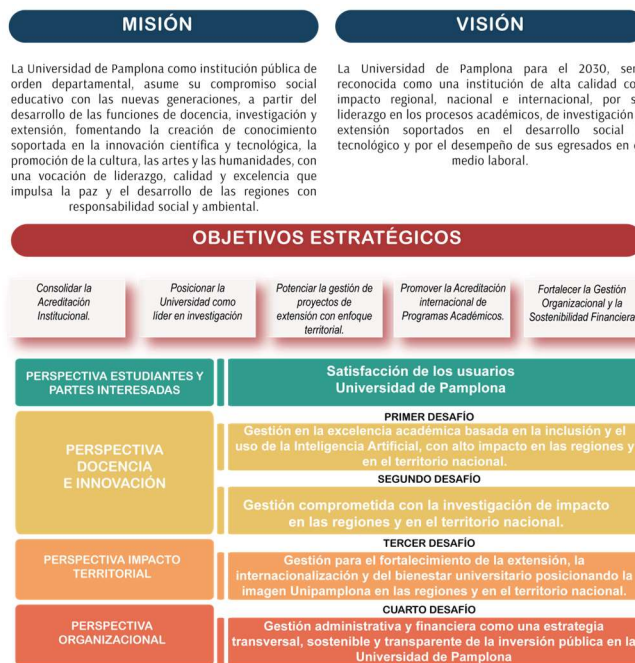 MISIÓN
La Universidad de Pamplona como institución pública de
orden departamental, asume su compromiso social
educativo con las nuevas generaciones, a partir del
desarrollo de las funciones de docencia, investigación y
extensión, fomentando la creación de conocimiento
soportada en la innovación científica y tecnológica, la
promoción de la cultura, las artes y las humanidades, con
una vocación de liderazgo, calidad y excelencia que
impulsa la paz y el desarrollo de las regiones con
responsabilidad social y ambiental.
VISIÓN
La Universidad de Pamplona para el 2030, ser
reconocida como una institución de alta calidad co
impacto regional, nacional e internacional, por s
liderazgo en los procesos académicos, de investigación
extensión soportados en el desarrollo social
tecnológico y por el desempeño de sus egresados en e
medio laboral.
OBJETIVOS ESTRATÉGICOS
Consolidar la
Acreditación
Institucional.
Posicionar la
Universidad como
líder en investigación
Potenciar la gestión de
proyectos de
extensión con enfoque
territorial.
Promover la Acreditación
internacional de
Programas Académicos.
Fortalecer la Gestión
Organizacional y la
Sostenibilidad Financiera
PERSPECTIVA ESTUDIANTES Y
PARTES INTERESADAS
Satisfacción de los usuarios
Universidad de Pamplona
PERSPECTIVA
DOCENCIA
E INNOVACIÓN
PRIMER DESAFÍO
Gestión en la excelencia académica basada en la inclusión y el
uso de la Inteligencia Artificial, con alto impacto en las regiones y
en el territorio nacional.
SEGUNDO DESAFÍO
Gestión comprometida con la investigación de impacto
en las regiones y en el territorio nacional.
PERSPECTIVA IMPACTO
TERRITORIAL
TERCER DESAFÍO
Gestión para el fortalecimiento de la extensión, la
internacionalización y del bienestar universitario posicionando la
imagen Unipamplona en las regiones y en el territorio nacional.
PERSPECTIVA
ORGANIZACIONAL
CUARTO DESAFÍO
Gestión administrativa y financiera como una estrategia
transversal, sostenible y transparente de la inversión pública en la
Universidad de Pamplona